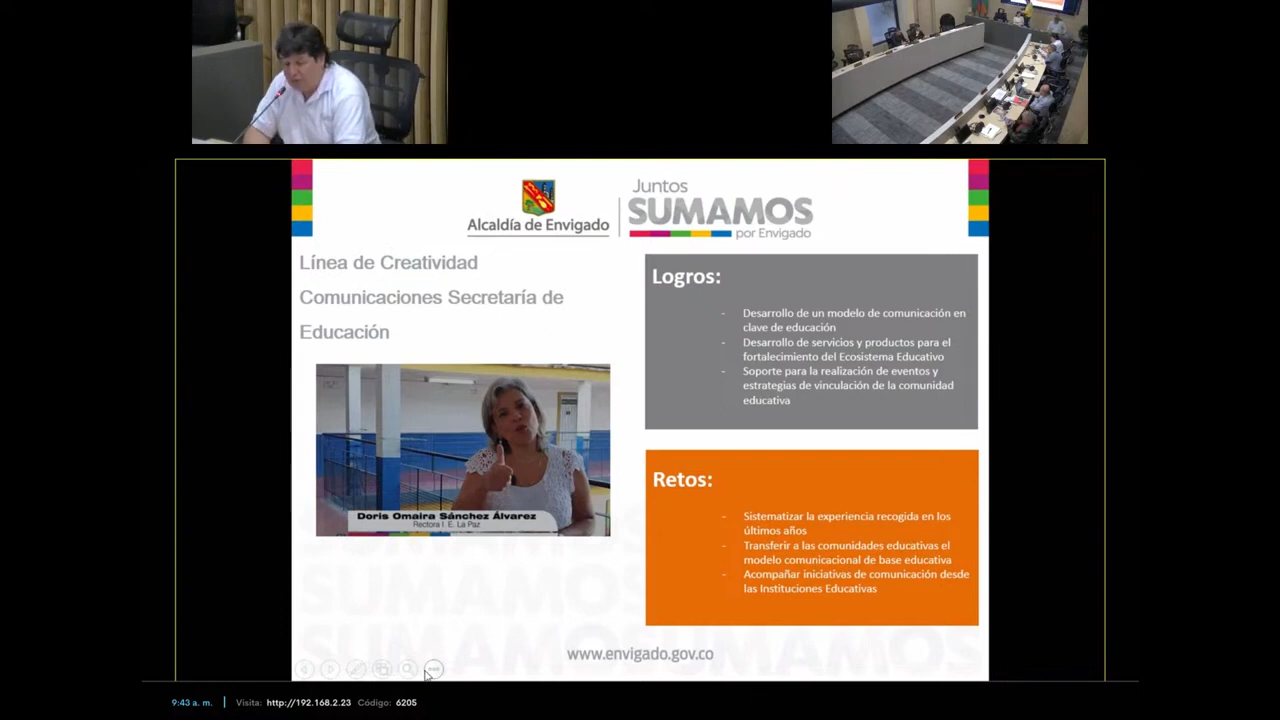 Alcaldía de Envigado
Juntos
SUMAMOS
por Envigado
Línea de Creatividad
Comunicaciones Secretaría de
Educación
Doris Omaira Sánchez Álvarez
Rectora I. E. La Paz
Logros:
- Desarrollo de un modelo de comunicación en
clave de educación
- Desarrollo de servicios y productos para el
fortalecimiento del Ecosistema Educativo
- Soporte para la realización de eventos y
estrategias de vinculación de la comunidad
educativa
Retos:
- Sistematizar la experiencia recogida en los
últimos años
- Transferir a las comunidades educativas el
modelo comunicacional de base educativa
- Acompañar iniciativas de comunicación desde
las Instituciones Educativas
SUMAMOS
SUMAMOS
SUMAMOSSUMAMOS
www.envigado.gov.co
9:43 a. m. | Visita: http://192.168.2.23 Código: 6205